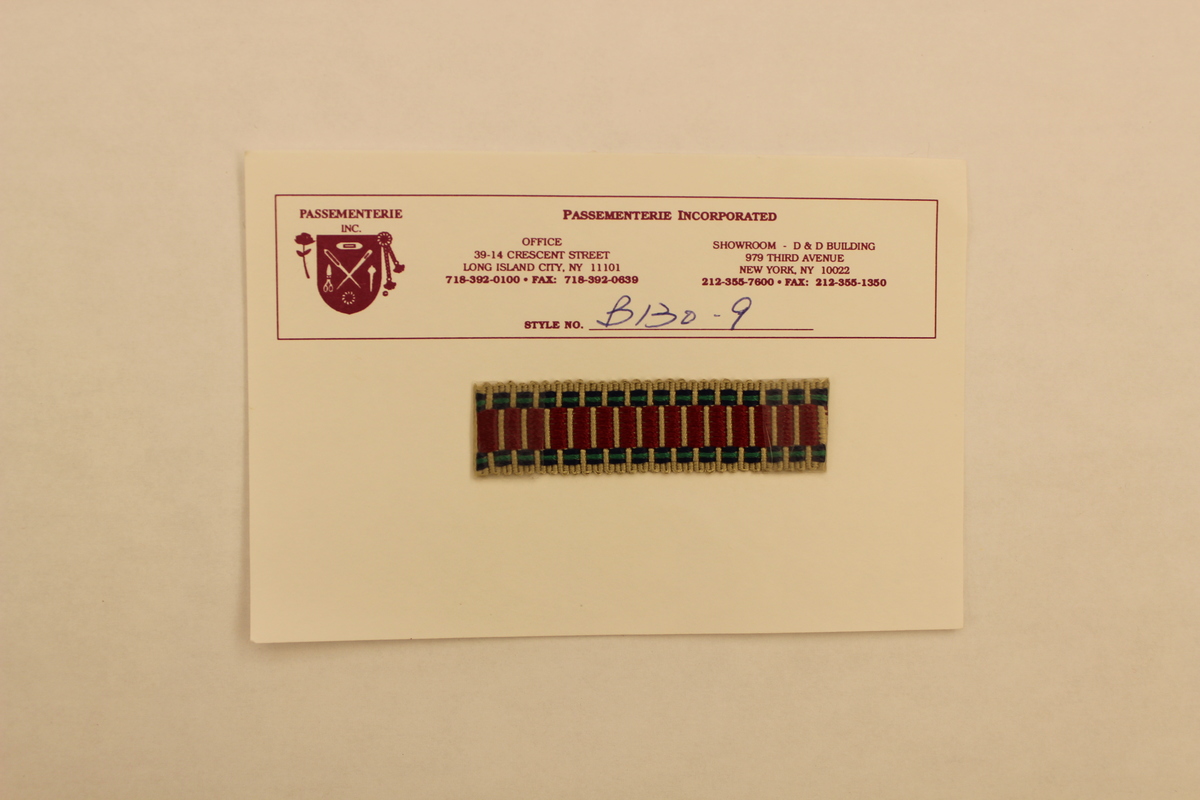 PASSEMENTERIE
INC.
PASSEMENTERIE INCORPORATED
OFFICE
39-14 CRESCENT STREET
LONG ISLAND CITY, NY 11101
718-392-0100 • FAX: 718-392-0639
SHOWROOM - D & D BUILDING
979 THIRD AVENUE
NEW YORK, NY 10022
212-355-7600 • FAX: 212-355-1350
STYLE NO. B130-9